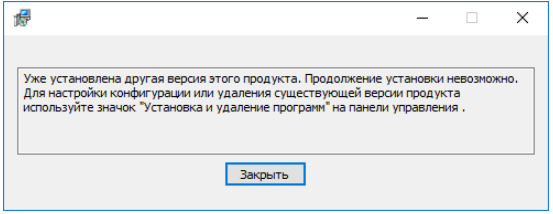 Уже установлена другая версия этого продукта. Продолжение установки невозможно.
Для настройки конфигурации или удаления существующей версии продукта
используйте значок "Установка и удаление программ" на панели управления .
Закрыть